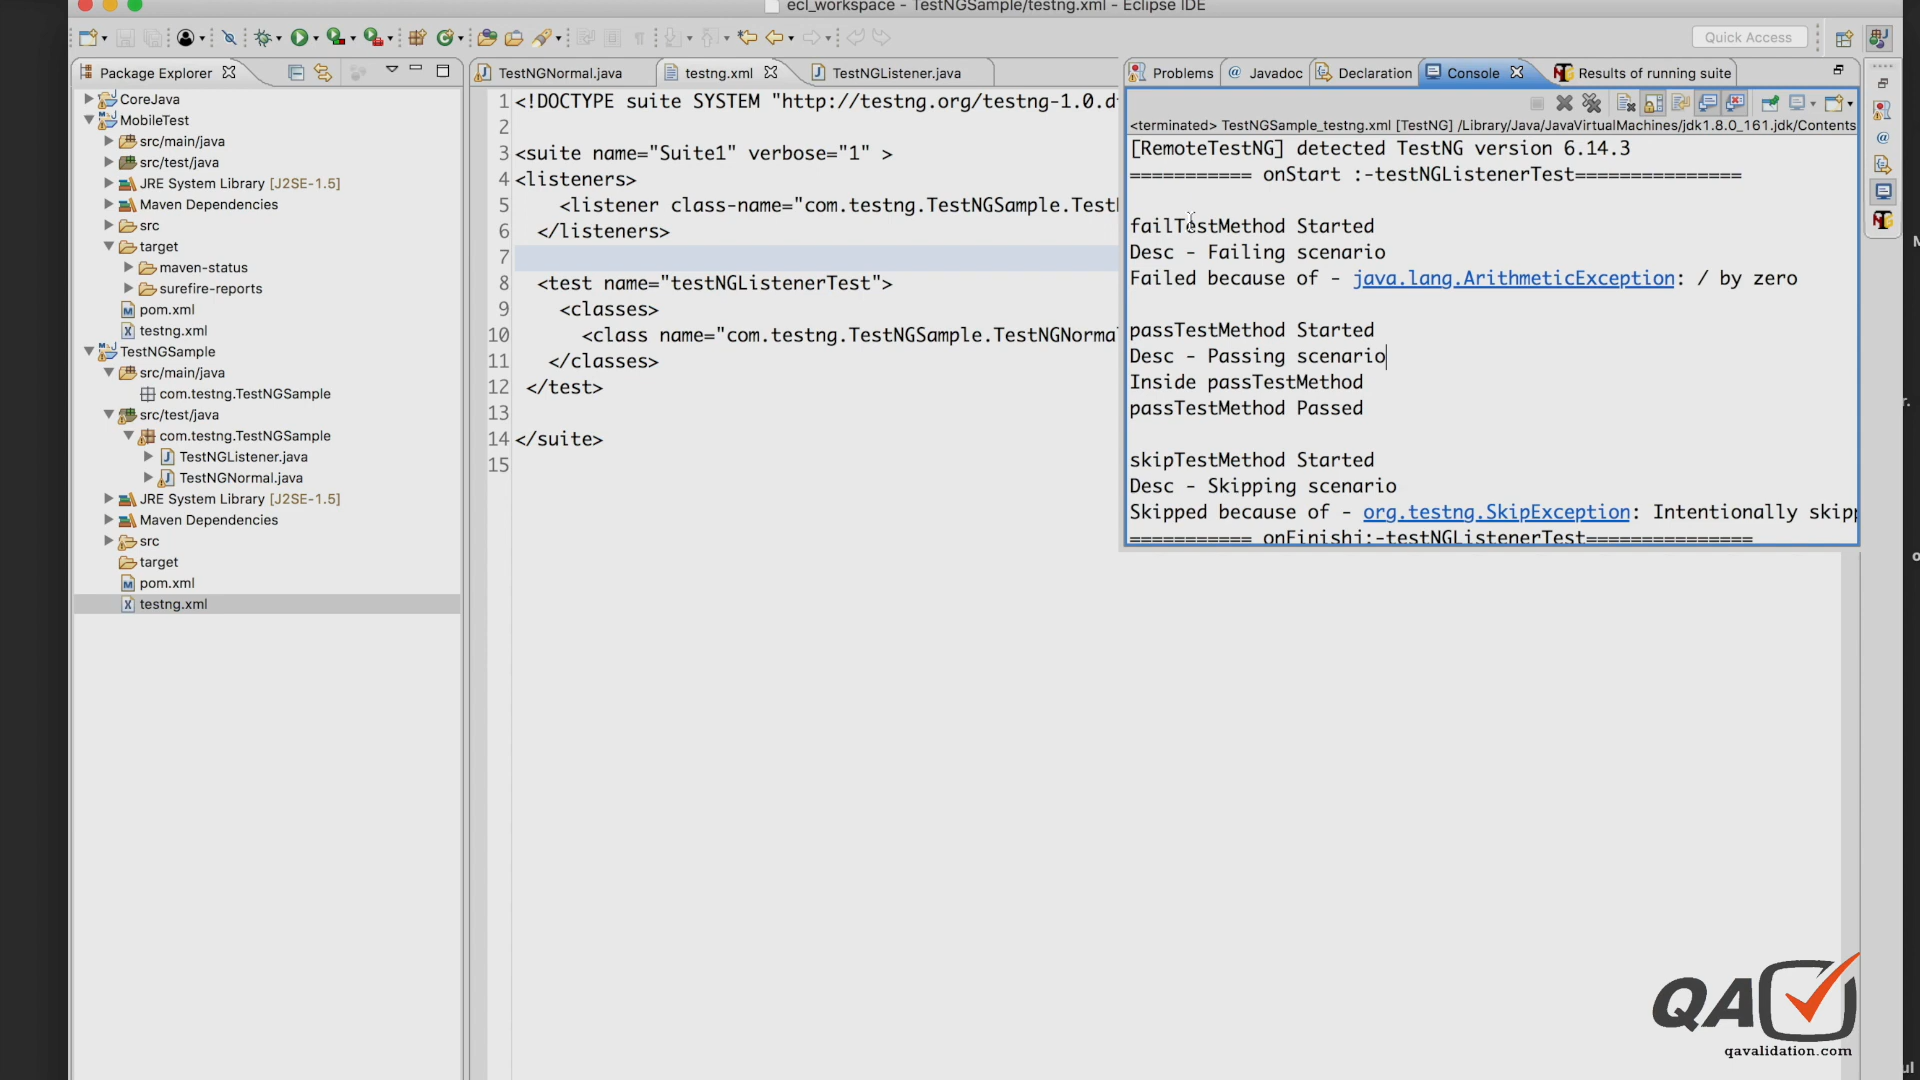 ecl_workspace - TestNGSample/testng.xml - Eclipse IDE
Quick Access
Package Explorer
CoreJava
MobileTest
src/main/java
src/test/java
JRE System Library [J2SE-1.5]
Maven Dependencies
src
target
maven-status
surefire-reports
pom.xml
testng.xml
TestNGSample
src/main/java
com.testng.TestNGSample
src/test/java
com.testng.TestNGSample
TestNGListener.java
TestNGNormal.java
JRE System Library [J2SE-1.5]
Maven Dependencies
src
target
pom.xml
testng.xml
TestNGNormal.java
testng.xml
TestNGListener.java
1 <!DOCTYPE suite SYSTEM "http://testng.org/testng-1.0.d
2
3 <suite name="Suite1" verbose="1" >
4 <listeners>
5 <listener class-name="com.testng.TestNGSample.Test
6 </listeners>
7
8 <test name="testNGListenerTest">
9 <classes>
10 <class name="com.testng.TestNGSample.TestNGNorma
11 </classes>
12 </test>
13
14 </suite>
15
Problems
@ Javadoc
Declaration
Console
Results of running suite
<terminated> TestNGSample_testng.xml [TestNG] /Library/Java/JavaVirtualMachines/jdk1.8.0_161.jdk/Contents
[RemoteTestNG] detected TestNG version 6.14.3
=========== onStart :-testNGListenerTest===============
failTestMethod Started
Desc - Failing scenario
Failed because of - java.lang.ArithmeticException: / by zero
passTestMethod Started
Desc - Passing scenario
Inside passTestMethod
passTestMethod Passed
skipTestMethod Started
Desc - Skipping scenario
Skipped because of - org.testng.SkipException: Intentionally skipp
=========== onFinishi:-testNGListenerTest===============
QA
qavalidation.com